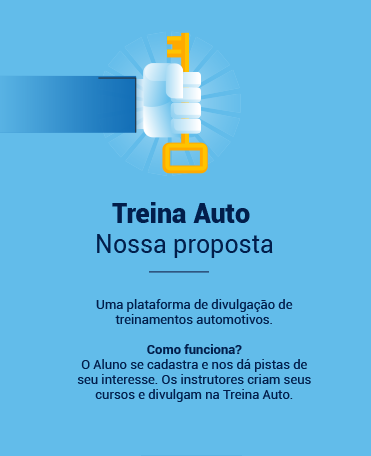 Treina Auto
Nossa proposta
Uma plataforma de divulgação de
treinamentos automotivos.
Como funciona?
O Aluno se cadastra e nos dá pistas de
seu interesse. Os instrutores criam seus
cursos e divulgam na Treina Auto.